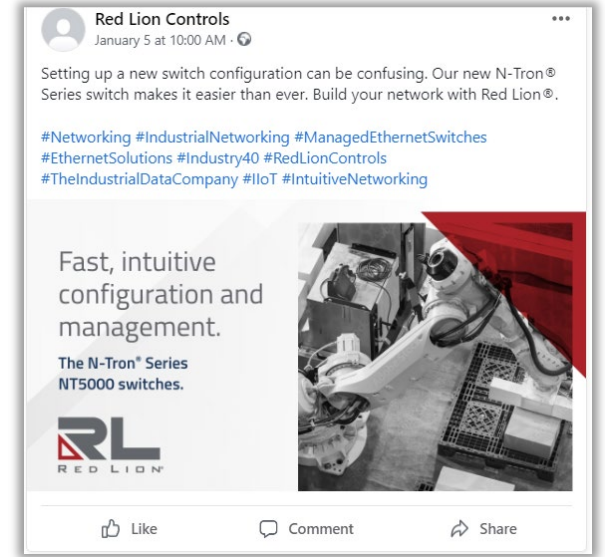 Red Lion Controls
January 5 at 10:00 AM ·
Setting up a new switch configuration can be confusing. Our new N-Tron®
Series switch makes it easier than ever. Build your network with Red Lion®.
#Networking #IndustrialNetworking #ManagedEthernetSwitches
#EthernetSolutions #Industry40 #RedLionControls
#TheIndustrialDataCompany #IIoT #IntuitiveNetworking
Fast, intuitive
configuration and
management.
The N-Tron® Series
NT5000 switches.
RL
RED LION®
Like Comment Share